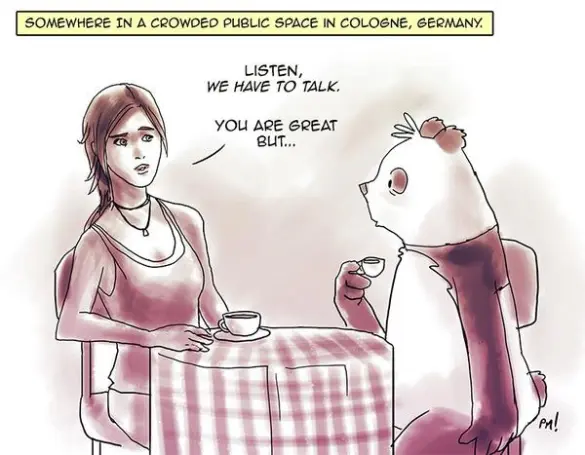 SOMEWHERE IN A CROWDED PUBLIC SPACE IN COLOGNE, GERMANY.
LISTEN,
WE HAVE TO TALK.
YOU ARE GREAT
BUT...
PM!